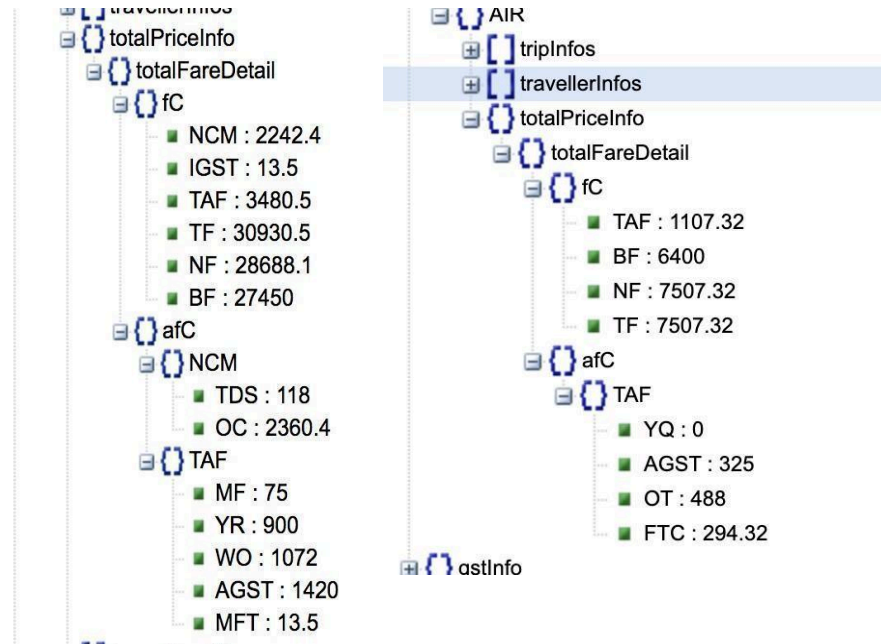 travellerInfos
totalPriceInfo
totalFareDetail
fC
NCM : 2242.4
IGST : 13.5
TAF : 3480.5
TF : 30930.5
NF : 28688.1
BF : 27450
afC
NCM
TDS : 118
OC : 2360.4
TAF
MF : 75
YR : 900
WO : 1072
AGST : 1420
MFT : 13.5
AIR
tripInfos
travellerInfos
totalPriceInfo
totalFareDetail
fC
TAF : 1107.32
BF : 6400
NF : 7507.32
TF : 7507.32
afC
TAF
YQ : 0
AGST : 325
OT : 488
FTC : 294.32
gstInfo